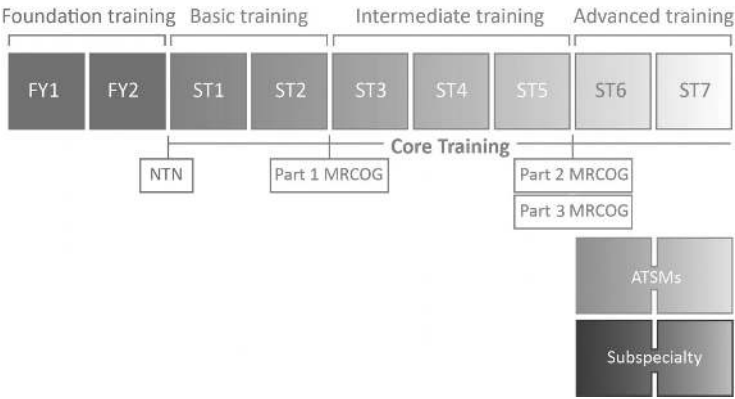 Foundation training Basic training Intermediate training Advanced training
FY1 FY2 ST1 ST2 ST3 ST4 ST5 ST6 ST7
Core Training
NTN Part 1 MRCOG Part 2 MRCOG
Part 3 MRCOG
ATSMs
Subspecialty